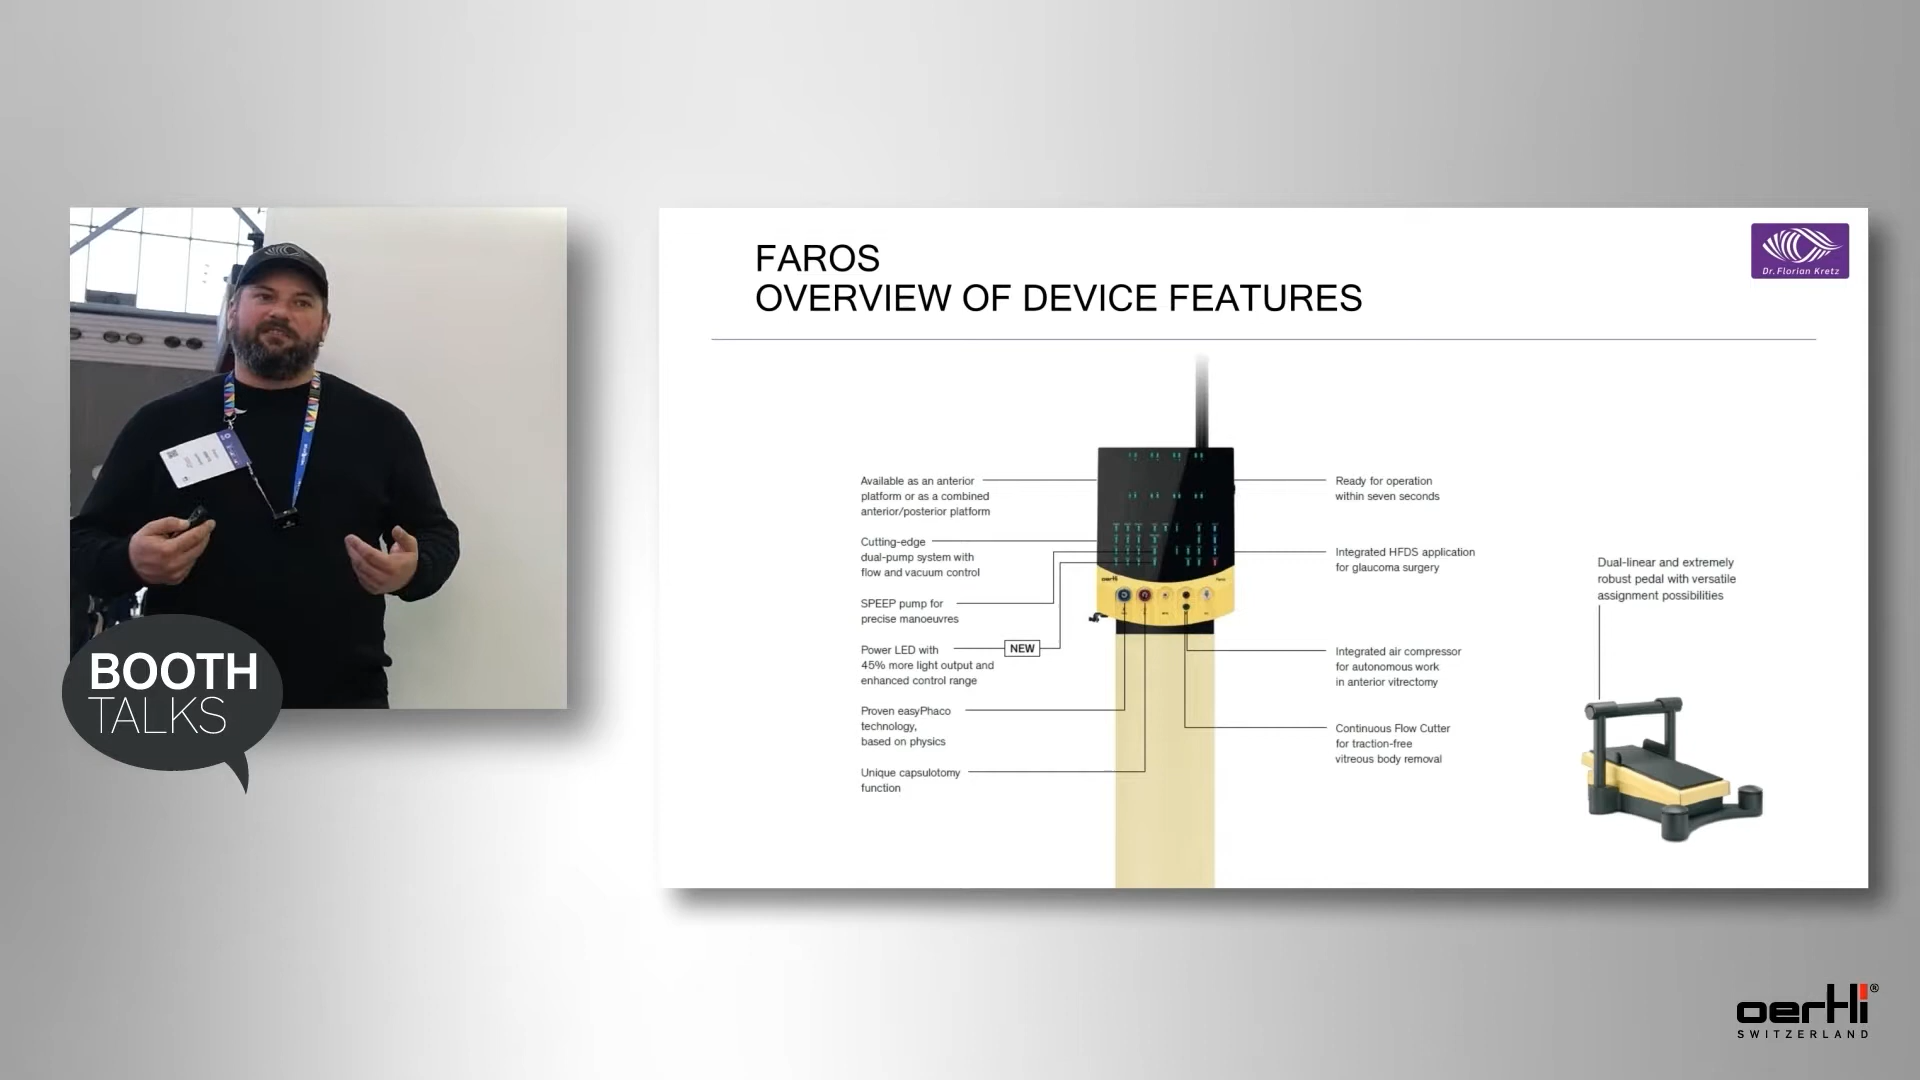 FAROS
OVERVIEW OF DEVICE FEATURES
Dr. Florian Kretz
Available as an anterior
platform or as a combined
anterior/posterior platform
Cutting-edge
dual-pump system with
flow and vacuum control
SPEEP pump for
precise manoeuvres
Power LED with
45% more light output and
enhanced control range
NEW
Proven easyPhaco
technology,
based on physics
Unique capsulotomy
function
Ready for operation
within seven seconds
Integrated HFDS application
for glaucoma surgery
Integrated air compressor
for autonomous work
in anterior vitrectomy
Continuous Flow Cutter
for traction-free
vitreous body removal
Dual-linear and extremely
robust pedal with versatile
assignment possibilities
oertli
BOOTH
TALKS
oertli®
SWITZERLAND